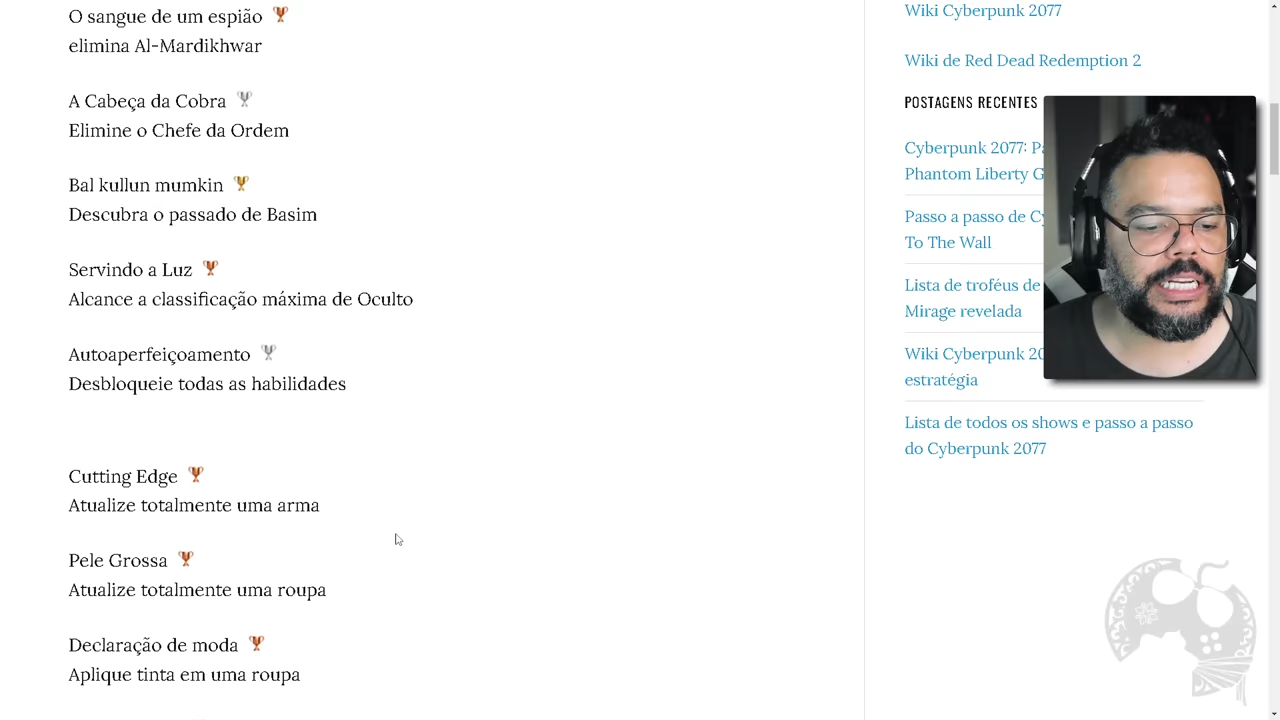 O sangue de um espião
elimina Al-Mardikhwar
A Cabeça da Cobra
Elimine o Chefe da Ordem
Bal kullun mumkin
Descubra o passado de Basim
Servindo a Luz
Alcance a classificação máxima de Oculto
Autoaperfeiçoamento
Desbloqueie todas as habilidades
Cutting Edge
Atualize totalmente uma arma
Pele Grossa
Atualize totalmente uma roupa
Declaração de moda
Aplique tinta em uma roupa
Wiki Cyberpunk 2077
Wiki de Red Dead Redemption 2
POSTAGENS RECENTES
Cyberpunk 2077:
Phantom Liberty
Passo a passo de
To The Wall
Lista de troféus de
Mirage revelada
Wiki Cyberpunk
estratégia
Lista de todos os shows e passo a passo
do Cyberpunk 2077